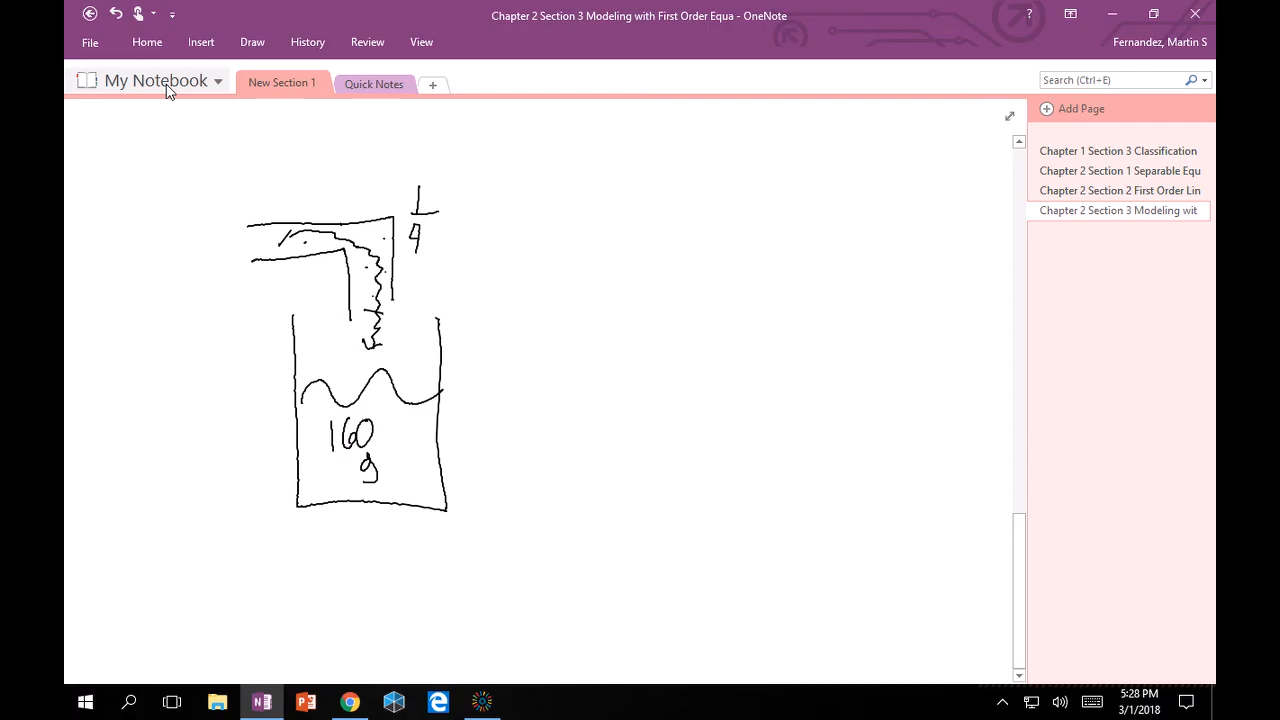 Chapter 2 Section 3 Modeling with First Order Equa - OneNote
?
File
Home
Insert
Draw
History
Review
View
Fernandez, Martin S
My Notebook
New Section 1
Quick Notes
+
Search (Ctrl+E)
Add Page
Chapter 1 Section 3 Classification
Chapter 2 Section 1 Separable Equ
Chapter 2 Section 2 First Order Lin
Chapter 2 Section 3 Modeling wit
1
4
160
g
5:28 PM
3/1/2018